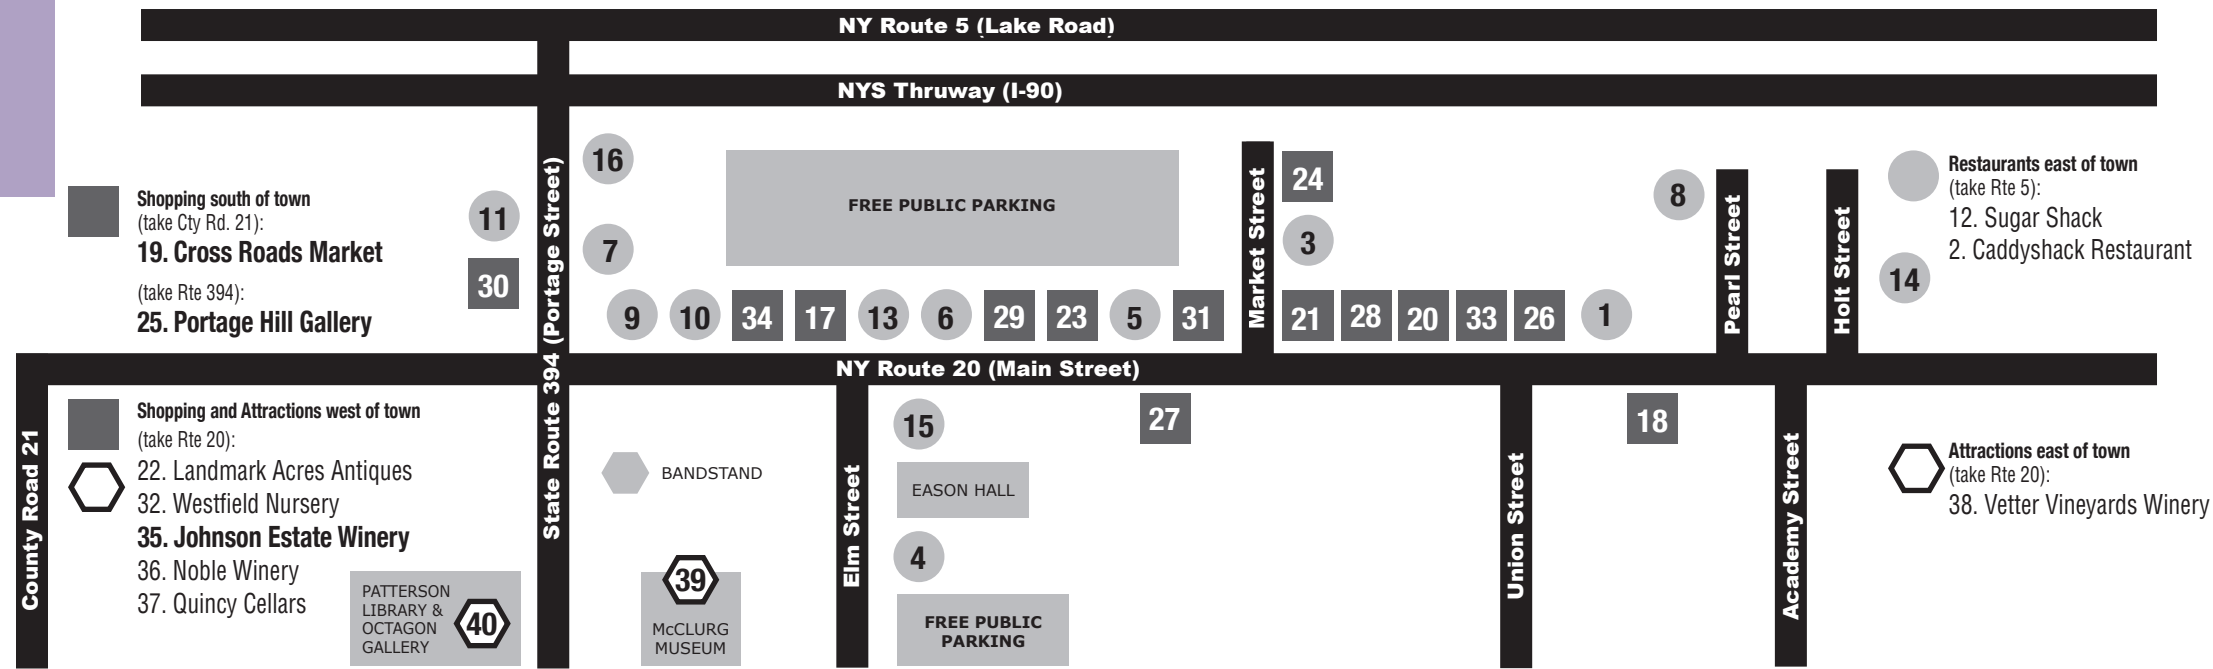 NY Route 5 (Lake Road)
NYS Thruway (I-90)
State Route 394 (Portage Street)
Shopping south of town
(take Cty Rd. 21):
19. Cross Roads Market
(take Rte 394):
25. Portage Hill Gallery
11
30
16
7
FREE PUBLIC PARKING
9 10 34 17 13 6 29 23 5 31
Market Street
24
3
21 28 20 33 26 1
8
Pearl Street
Holt Street
14
Restaurants east of town
(take Rte 5):
12. Sugar Shack
2. Caddyshack Restaurant
NY Route 20 (Main Street)
County Road 21
Shopping and Attractions west of town
(take Rte 20):
22. Landmark Acres Antiques
32. Westfield Nursery
35. Johnson Estate Winery
36. Noble Winery
37. Quincy Cellars
PATTERSON
LIBRARY &
OCTAGON
GALLERY
40
BANDSTAND
39
McCLURG
MUSEUM
Elm Street
15
EASON HALL
4
FREE PUBLIC
PARKING
27
Union Street
18
Academy Street
Attractions east of town
(take Rte 20):
38. Vetter Vineyards Winery